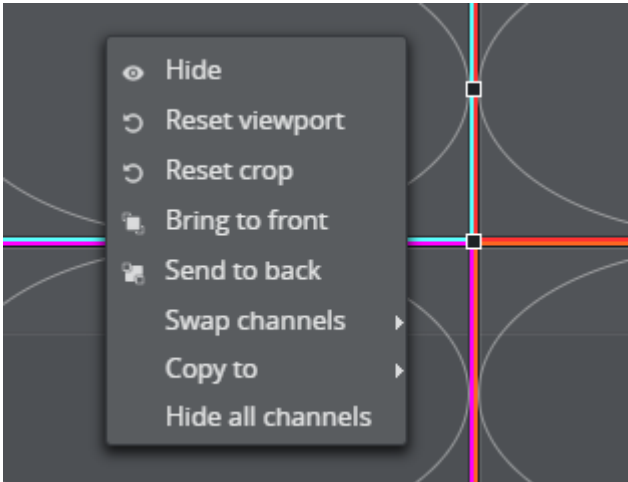 Hide
Reset viewport
Reset crop
Bring to front
Send to back
Swap channels
Copy to
Hide all channels